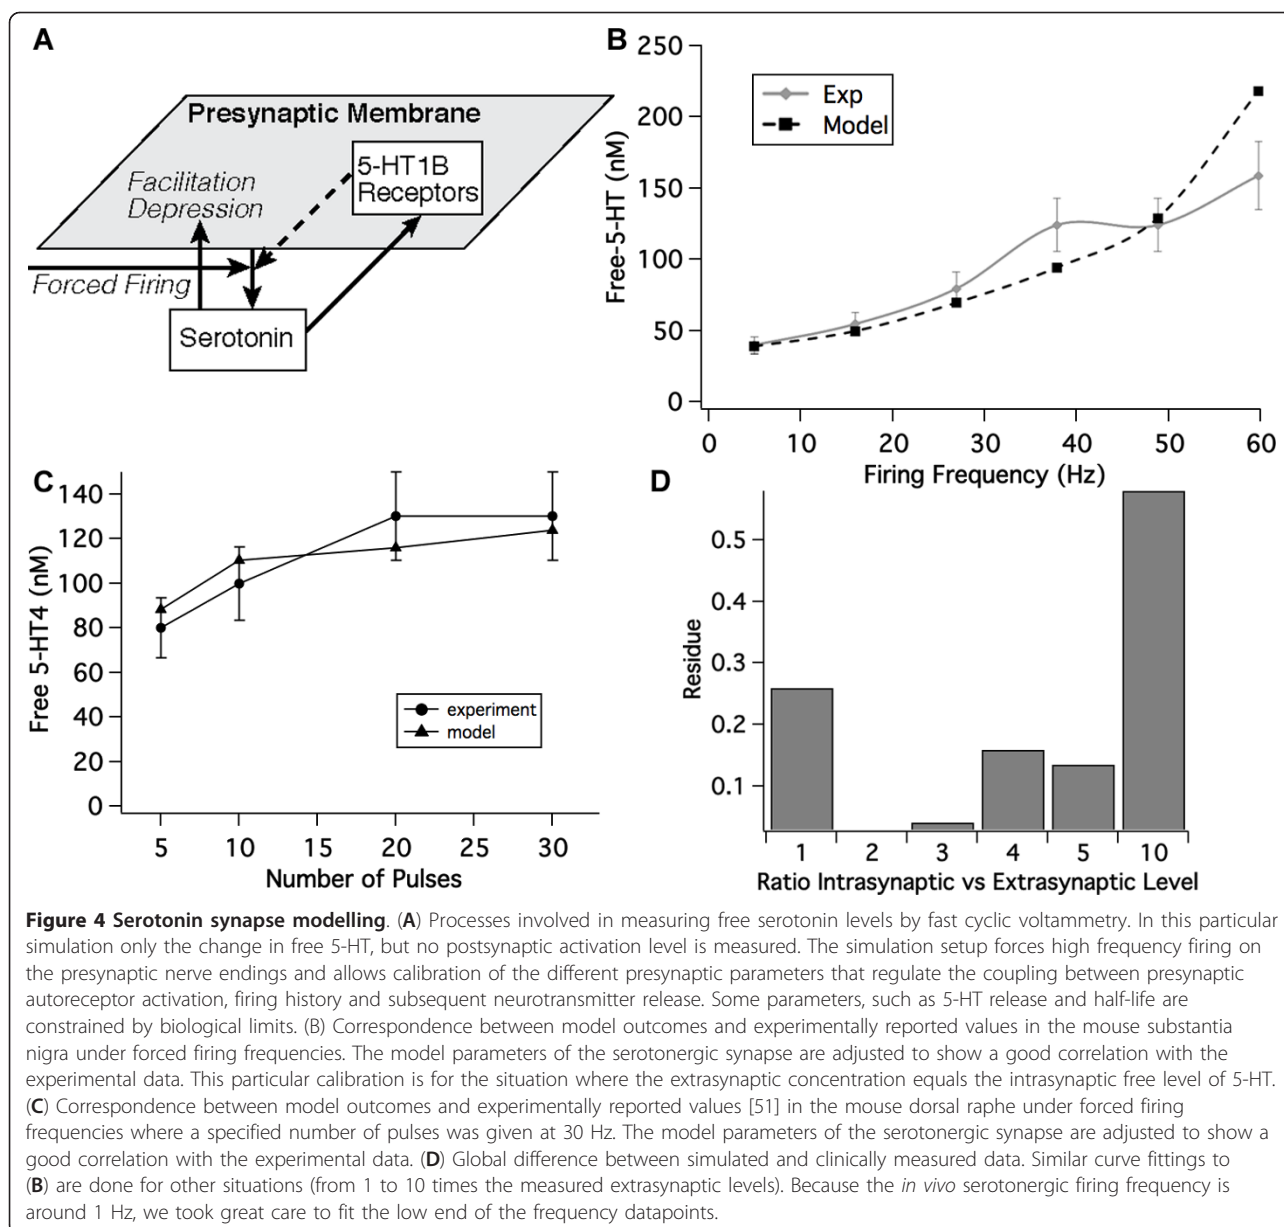 A
Presynaptic Membrane
5-HT1B
Receptors
Facilitation
Depression
Forced Firing
Serotonin
B
250
200
150
100
50
0
Free-5-HT (nM)
Exp
Model
0 10 20 30 40 50 60
Firing Frequency (Hz)
C
140
120
100
80
60
40
20
0
Free 5-HT4 (nM)
experiment
model
5 10 15 20 25 30
Number of Pulses
D
0.5
0.4
0.3
0.2
0.1
Residue
1 2 3 4 5 10
Ratio Intrasynaptic vs Extrasynaptic Level
Figure 4 Serotonin synapse modelling. (A) Processes involved in measuring free serotonin levels by fast cyclic voltammetry. In this particular
simulation only the change in free 5-HT, but no postsynaptic activation level is measured. The simulation setup forces high frequency firing on
the presynaptic nerve endings and allows calibration of the different presynaptic parameters that regulate the coupling between presynaptic
autoreceptor activation, firing history and subsequent neurotransmitter release. Some parameters, such as 5-HT release and half-life are
constrained by biological limits. (B) Correspondence between model outcomes and experimentally reported values in the mouse substantia
nigra under forced firing frequencies. The model parameters of the serotonergic synapse are adjusted to show a good correlation with the
experimental data. This particular calibration is for the situation where the extrasynaptic concentration equals the intrasynaptic free level of 5-HT.
(C) Correspondence between model outcomes and experimentally reported values [51] in the mouse dorsal raphe under forced firing
frequencies where a specified number of pulses was given at 30 Hz. The model parameters of the serotonergic synapse are adjusted to show a
good correlation with the experimental data. (D) Global difference between simulated and clinically measured data. Similar curve fittings to
(B) are done for other situations (from 1 to 10 times the measured extrasynaptic levels). Because the in vivo serotonergic firing frequency is
around 1 Hz, we took great care to fit the low end of the frequency datapoints.